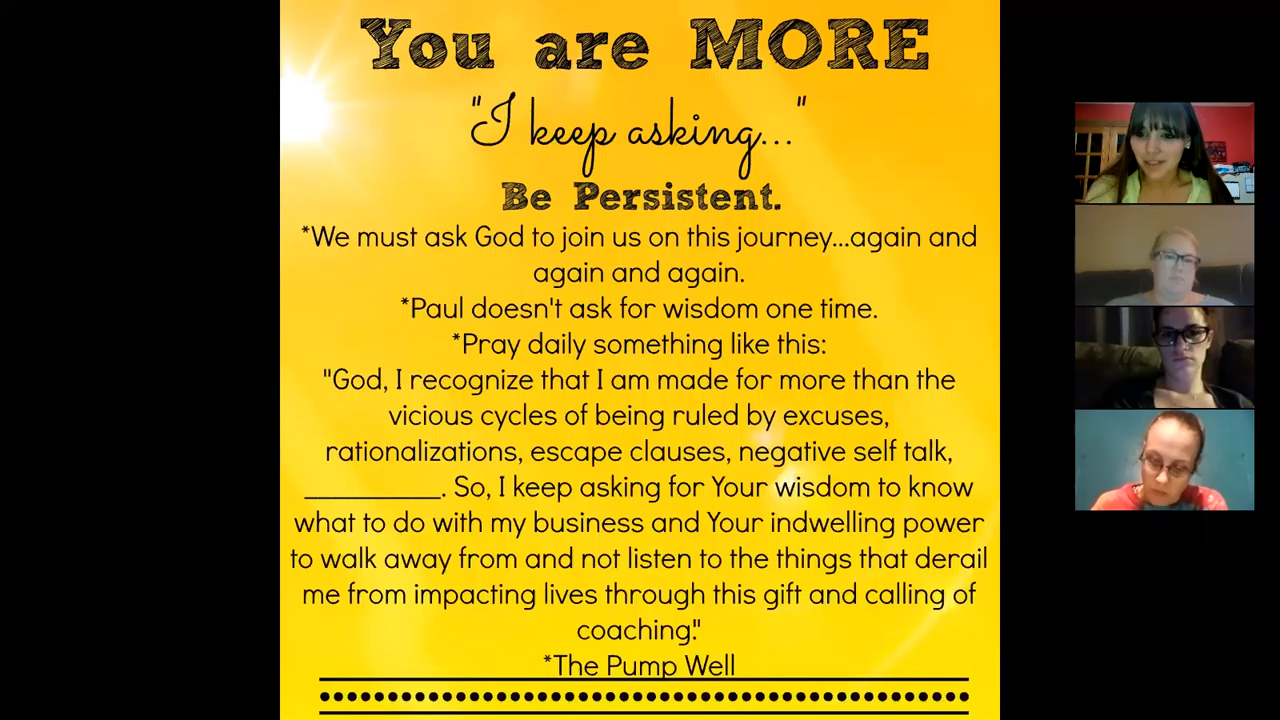 You are MORE
"I keep asking..."
Be Persistent.
*We must ask God to join us on this journey...again and
again and again.
*Paul doesn't ask for wisdom one time.
*Pray daily something like this:
"God, I recognize that I am made for more than the
vicious cycles of being ruled by excuses,
rationalizations, escape clauses, negative self talk,
__________. So, I keep asking for Your wisdom to know
what to do with my business and Your indwelling power
to walk away from and not listen to the things that derail
me from impacting lives through this gift and calling of
coaching."
*The Pump Well